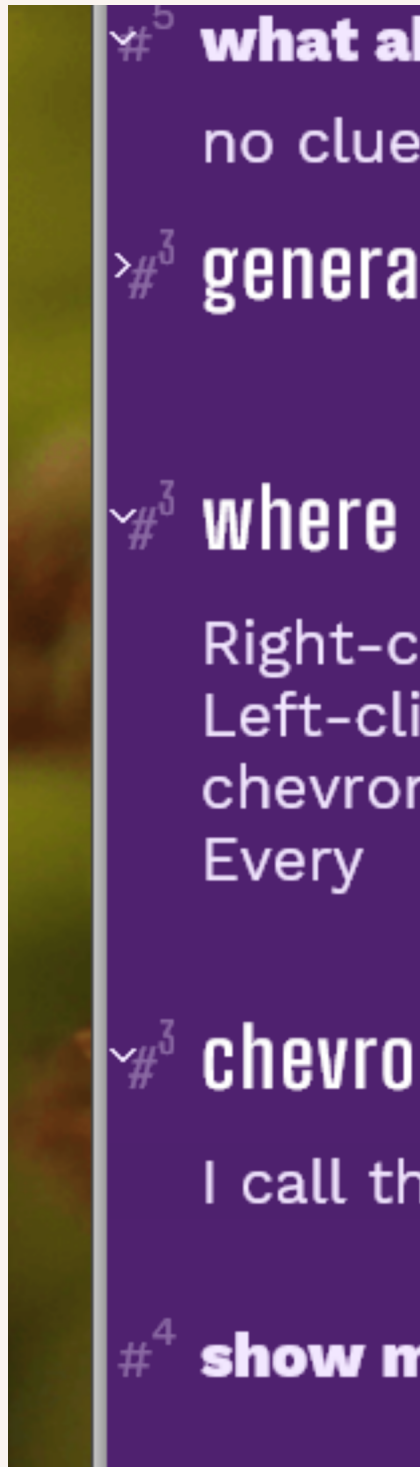 #5 what al
no clue
#3 genera
#3 where
Right-c
Left-cli
chevron
Every
#3 chevro
I call th
#4 show m